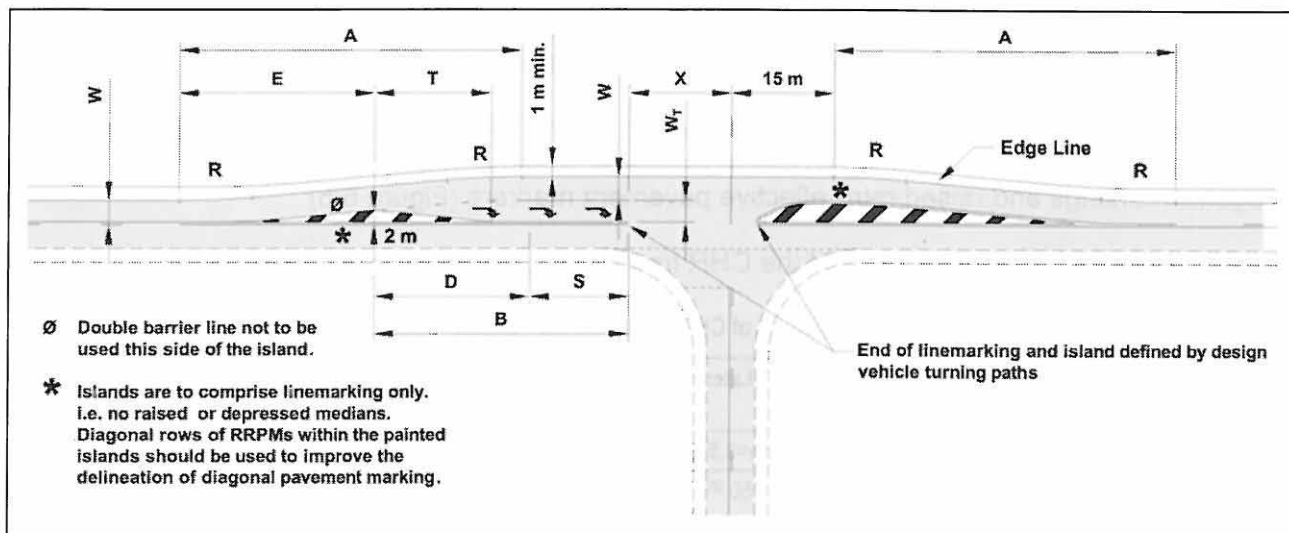 A
A
E
T
1 m min.
W
X
15 m
W
W_T
R
R
R
Edge Line
R
Ø
*
*
2 m
D
S
B
Ø Double barrier line not to be
used this side of the island.
* Islands are to comprise linemarking only.
i.e. no raised or depressed medians.
Diagonal rows of RRPMs within the painted
islands should be used to improve the
delineation of diagonal pavement marking.
End of linemarking and island defined by design
vehicle turning paths